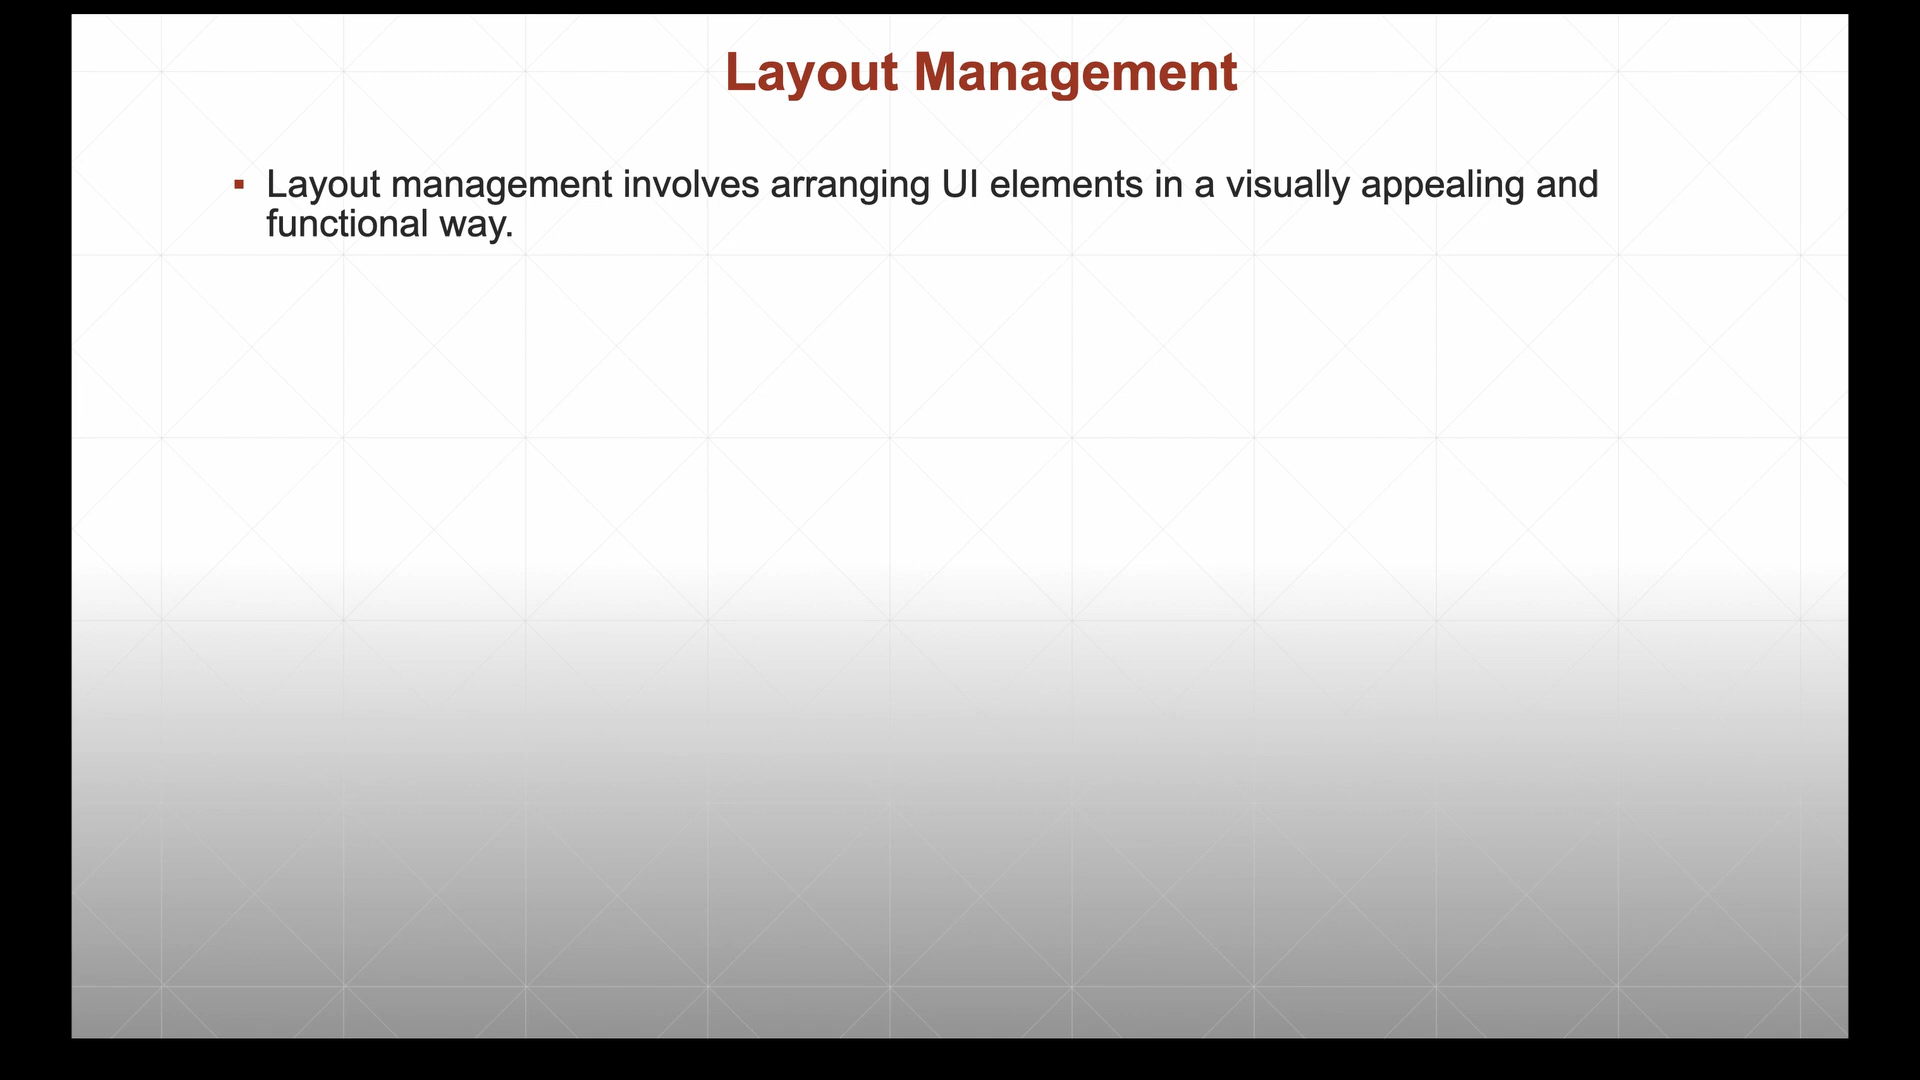 Layout Management
▪ Layout management involves arranging UI elements in a visually appealing and
functional way.